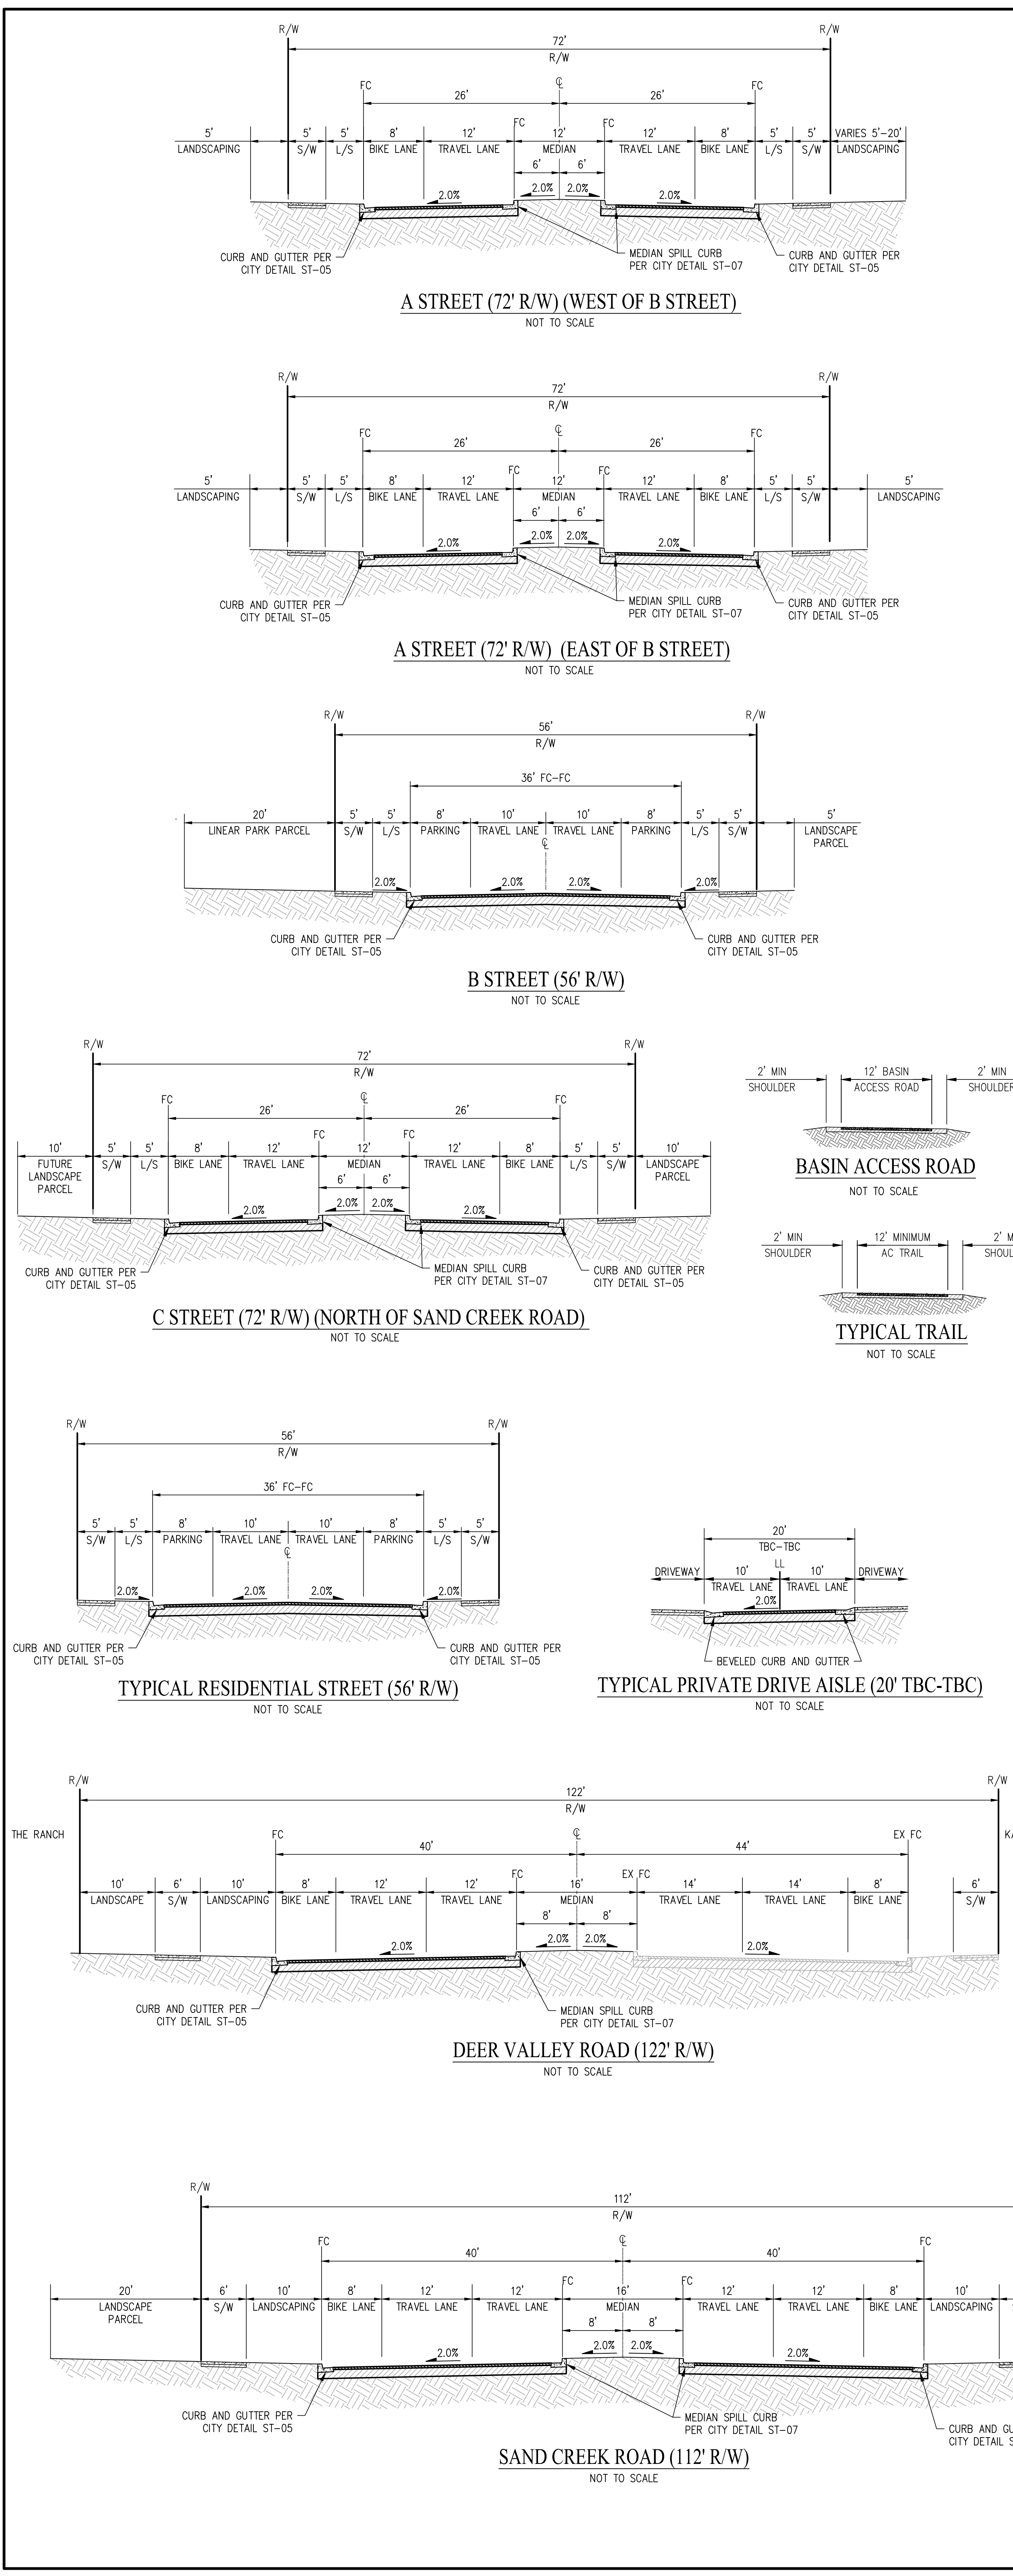 R/W R/W
72'
R/W
FC ℄ FC
26' 26'
FC FC
5' 5' 5' 8' 12' 12' 12' 8' 5' 5' VARIES 5'-20'
LANDSCAPING S/W L/S BIKE LANE TRAVEL LANE MEDIAN TRAVEL LANE BIKE LANE L/S S/W LANDSCAPING
6' 6'
2.0% 2.0% 2.0% 2.0%
CURB AND GUTTER PER MEDIAN SPILL CURB CURB AND GUTTER PER
CITY DETAIL ST-05 PER CITY DETAIL ST-07 CITY DETAIL ST-05
A STREET (72' R/W) (WEST OF B STREET)
NOT TO SCALE
R/W R/W
72'
R/W
FC ℄ FC
26' 26'
FC FC
5' 5' 5' 8' 12' 12' 12' 8' 5' 5' 5'
LANDSCAPING S/W L/S BIKE LANE TRAVEL LANE MEDIAN TRAVEL LANE BIKE LANE L/S S/W LANDSCAPING
6' 6'
2.0% 2.0% 2.0% 2.0%
CURB AND GUTTER PER MEDIAN SPILL CURB CURB AND GUTTER PER
CITY DETAIL ST-05 PER CITY DETAIL ST-07 CITY DETAIL ST-05
A STREET (72' R/W) (EAST OF B STREET)
NOT TO SCALE
R/W R/W
56'
R/W
36' FC-FC
20' 5' 5' 8' 10' 10' 8' 5' 5' 5'
LINEAR PARK PARCEL S/W L/S PARKING TRAVEL LANE TRAVEL LANE PARKING L/S S/W LANDSCAPE
PARCEL
℄
2.0% 2.0% 2.0% 2.0%
CURB AND GUTTER PER CURB AND GUTTER PER
CITY DETAIL ST-05 CITY DETAIL ST-05
B STREET (56' R/W)
NOT TO SCALE
R/W R/W
72'
R/W
FC ℄ FC
26' 26'
FC FC
10' 5' 5' 8' 12' 12' 12' 8' 5' 5' 10'
FUTURE S/W L/S BIKE LANE TRAVEL LANE MEDIAN TRAVEL LANE BIKE LANE L/S S/W LANDSCAPE
LANDSCAPE PARCEL
PARCEL
6' 6'
2.0% 2.0% 2.0% 2.0%
CURB AND GUTTER PER MEDIAN SPILL CURB CURB AND GUTTER PER
CITY DETAIL ST-05 PER CITY DETAIL ST-07 CITY DETAIL ST-05
C STREET (72' R/W) (NORTH OF SAND CREEK ROAD)
NOT TO SCALE
2' MIN 12' BASIN 2' MIN
SHOULDER ACCESS ROAD SHOULDER
BASIN ACCESS ROAD
NOT TO SCALE
2' MIN 12' MINIMUM 2'
SHOULDER AC TRAIL
TYPICAL TRAIL
NOT TO SCALE
R/W R/W
56'
R/W
36' FC-FC
5' 5' 8' 10' 10' 8' 5' 5'
S/W L/S PARKING TRAVEL LANE TRAVEL LANE PARKING L/S S/W
℄
2.0% 2.0% 2.0% 2.0%
CURB AND GUTTER PER CURB AND GUTTER PER
CITY DETAIL ST-05 CITY DETAIL ST-05
TYPICAL RESIDENTIAL STREET (56' R/W)
NOT TO SCALE
20'
TBC-TBC
LL
DRIVEWAY 10' 10' DRIVEWAY
TRAVEL LANE TRAVEL LANE
2.0%
BEVELED CURB AND GUTTER
TYPICAL PRIVATE DRIVE AISLE (20' TBC-TBC)
NOT TO SCALE
R/W R/W
122'
R/W
THE RANCH
FC ℄ EX FC
40' 44'
FC EX FC
10' 6' 10' 8' 12' 12' 16' 14' 14' 8' 6'
LANDSCAPE S/W LANDSCAPING BIKE LANE TRAVEL LANE TRAVEL LANE MEDIAN TRAVEL LANE TRAVEL LANE BIKE LANE S/W
8' 8'
2.0% 2.0% 2.0% 2.0%
CURB AND GUTTER PER MEDIAN SPILL CURB
CITY DETAIL ST-05 PER CITY DETAIL ST-07
DEER VALLEY ROAD (122' R/W)
NOT TO SCALE
R/W
112'
R/W
FC ℄ FC
40' 40'
FC FC
20' 6' 10' 8' 12' 12' 16' 12' 12' 8' 10'
LANDSCAPE S/W LANDSCAPING BIKE LANE TRAVEL LANE TRAVEL LANE MEDIAN TRAVEL LANE TRAVEL LANE BIKE LANE LANDSCAPING
PARCEL
8' 8'
2.0% 2.0% 2.0% 2.0%
CURB AND GUTTER PER MEDIAN SPILL CURB CURB AND
CITY DETAIL ST-05 PER CITY DETAIL ST-07 CITY DETAIL
SAND CREEK ROAD (112' R/W)
NOT TO SCALE